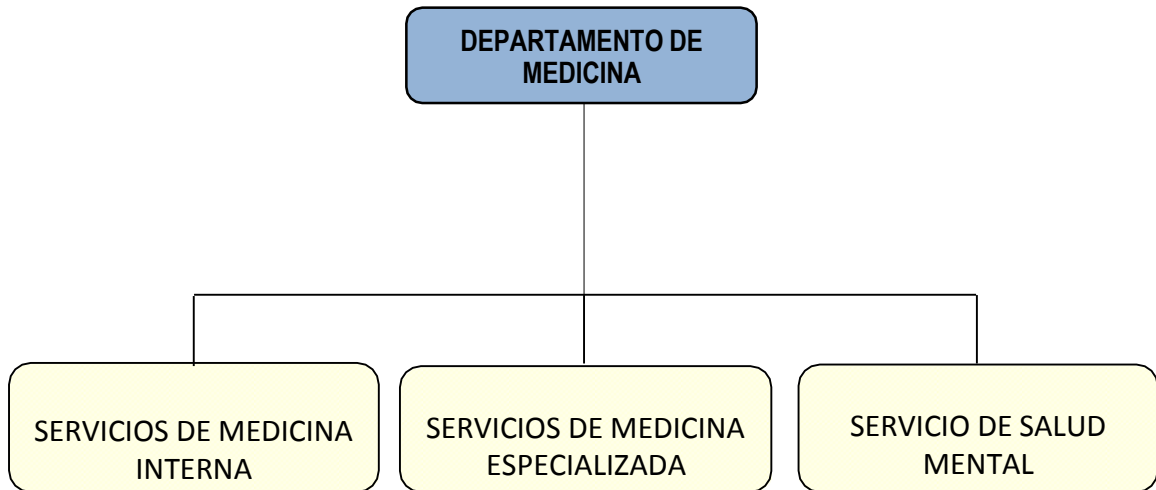 DEPARTAMENTO DE
MEDICINA
SERVICIOS DE MEDICINA
INTERNA
SERVICIOS DE MEDICINA
ESPECIALIZADA
SERVICIO DE SALUD
MENTAL